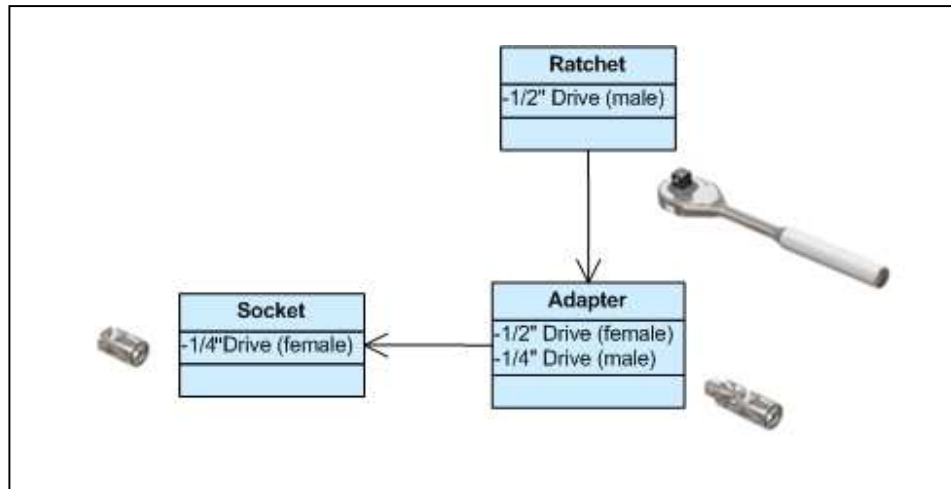 Ratchet
-1/2" Drive (male)
Socket
-1/4"Drive (female)
Adapter
-1/2" Drive (female)
-1/4" Drive (male)